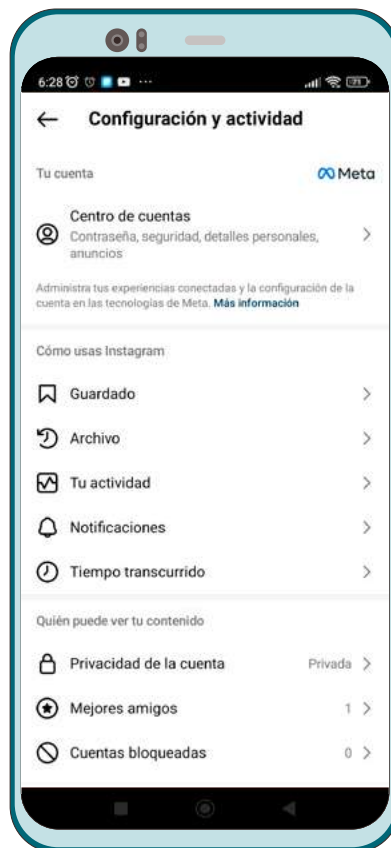 6:28
71
Configuración y actividad
Tu cuenta
Meta
Centro de cuentas
Contraseña, seguridad, detalles personales,
anuncios
Administra tus experiencias conectadas y la configuración de la
cuenta en las tecnologías de Meta. Más información
Cómo usas Instagram
Guardado
Archivo
Tu actividad
Notificaciones
Tiempo transcurrido
Quién puede ver tu contenido
Privacidad de la cuenta Privada
Mejores amigos 1
Cuentas bloqueadas 0